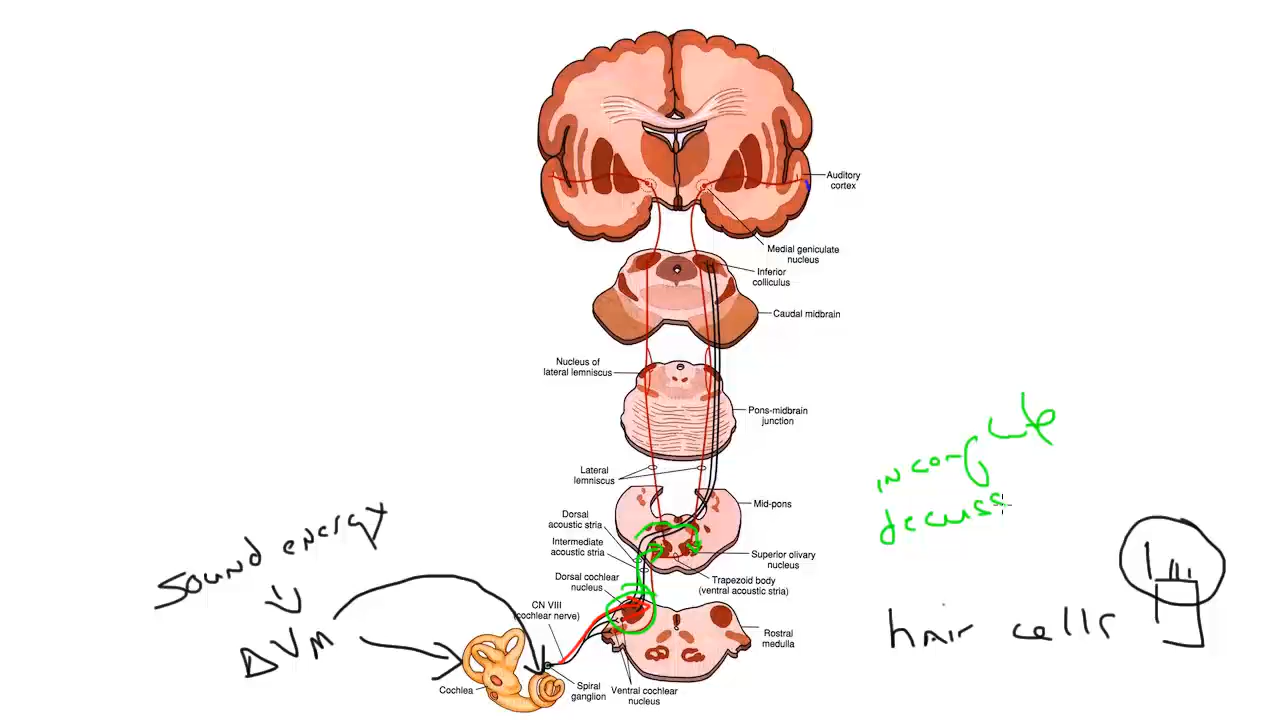 Auditory
cortex
Medial geniculate
nucleus
Inferior
colliculus
Caudal midbrain
Nucleus of
lateral lemniscus
Pons-midbrain
junction
Lateral
lemniscus
Mid-pons
Dorsal
acoustic stria
Intermediate
acoustic stria
Superior olivary
nucleus
Dorsal cochlear
nucleus
Trapezoid body
(ventral acoustic stria)
CN VIII
(cochlear nerve)
Rostral
medulla
Cochlea
Spiral
ganglion
Ventral cochlear
nucleus
Sound energy
ΔVM
decuss
hair cells